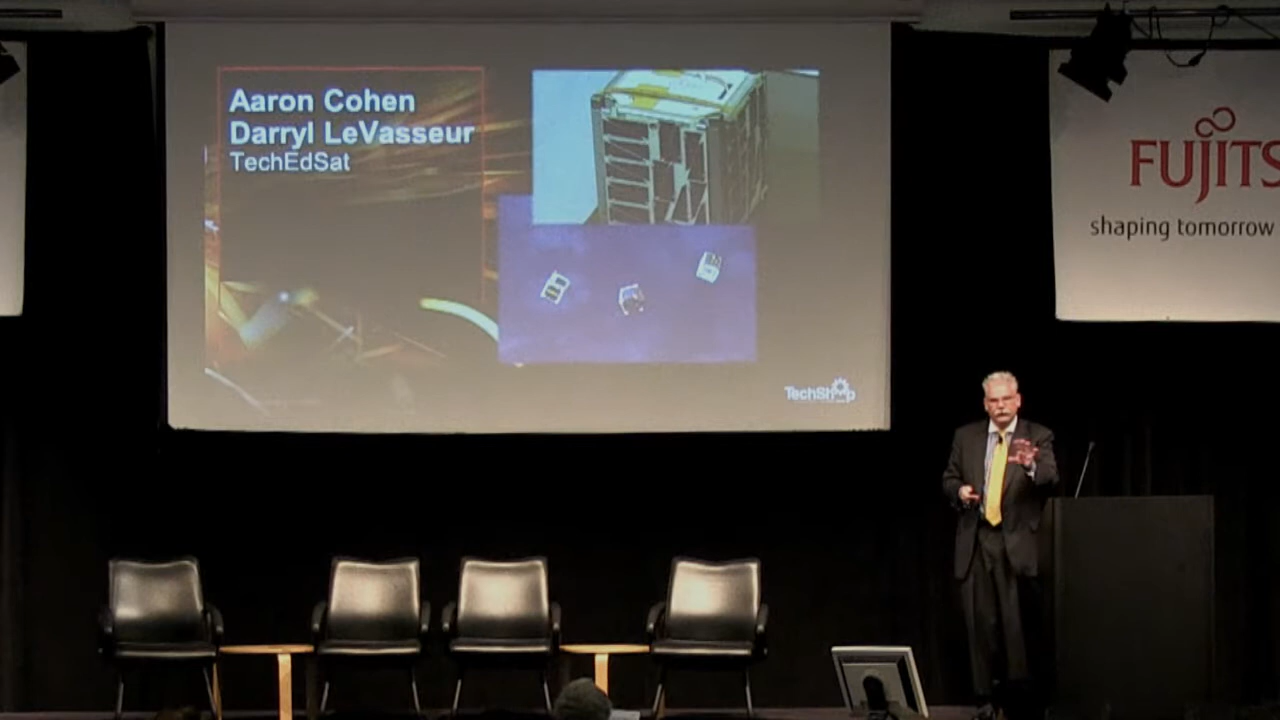 Aaron Cohen
Darryl LeVasseur
TechEdSat
TechShop
FUJITS
shaping tomorrow